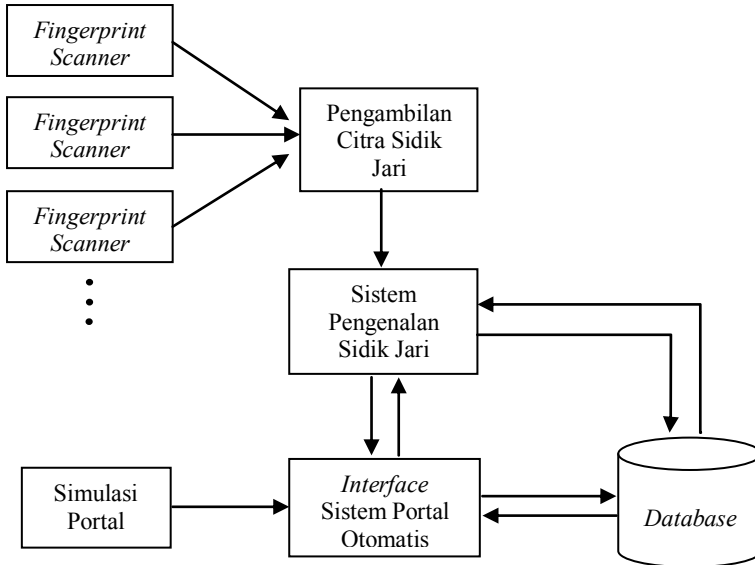 Fingerprint
Scanner
Fingerprint
Scanner
Fingerprint
Scanner
Pengambilan
Citra Sidik
Jari
Sistem
Pengenalan
Sidik Jari
Simulasi
Portal
Interface
Sistem Portal
Otomatis
Database